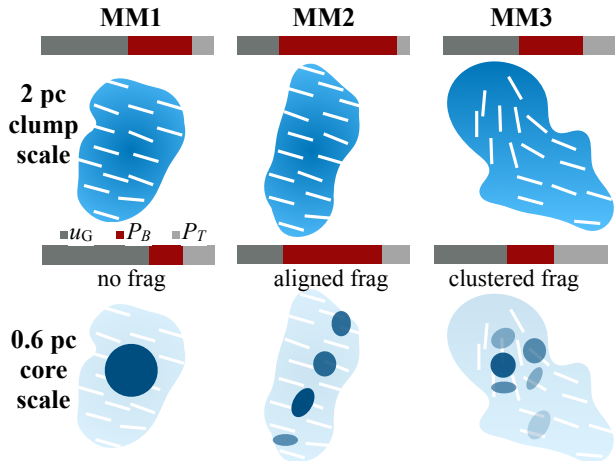 MM1 MM2 MM3
2 pc
clump
scale
u_G P_B P_T
no frag aligned frag clustered frag
0.6 pc
core
scale